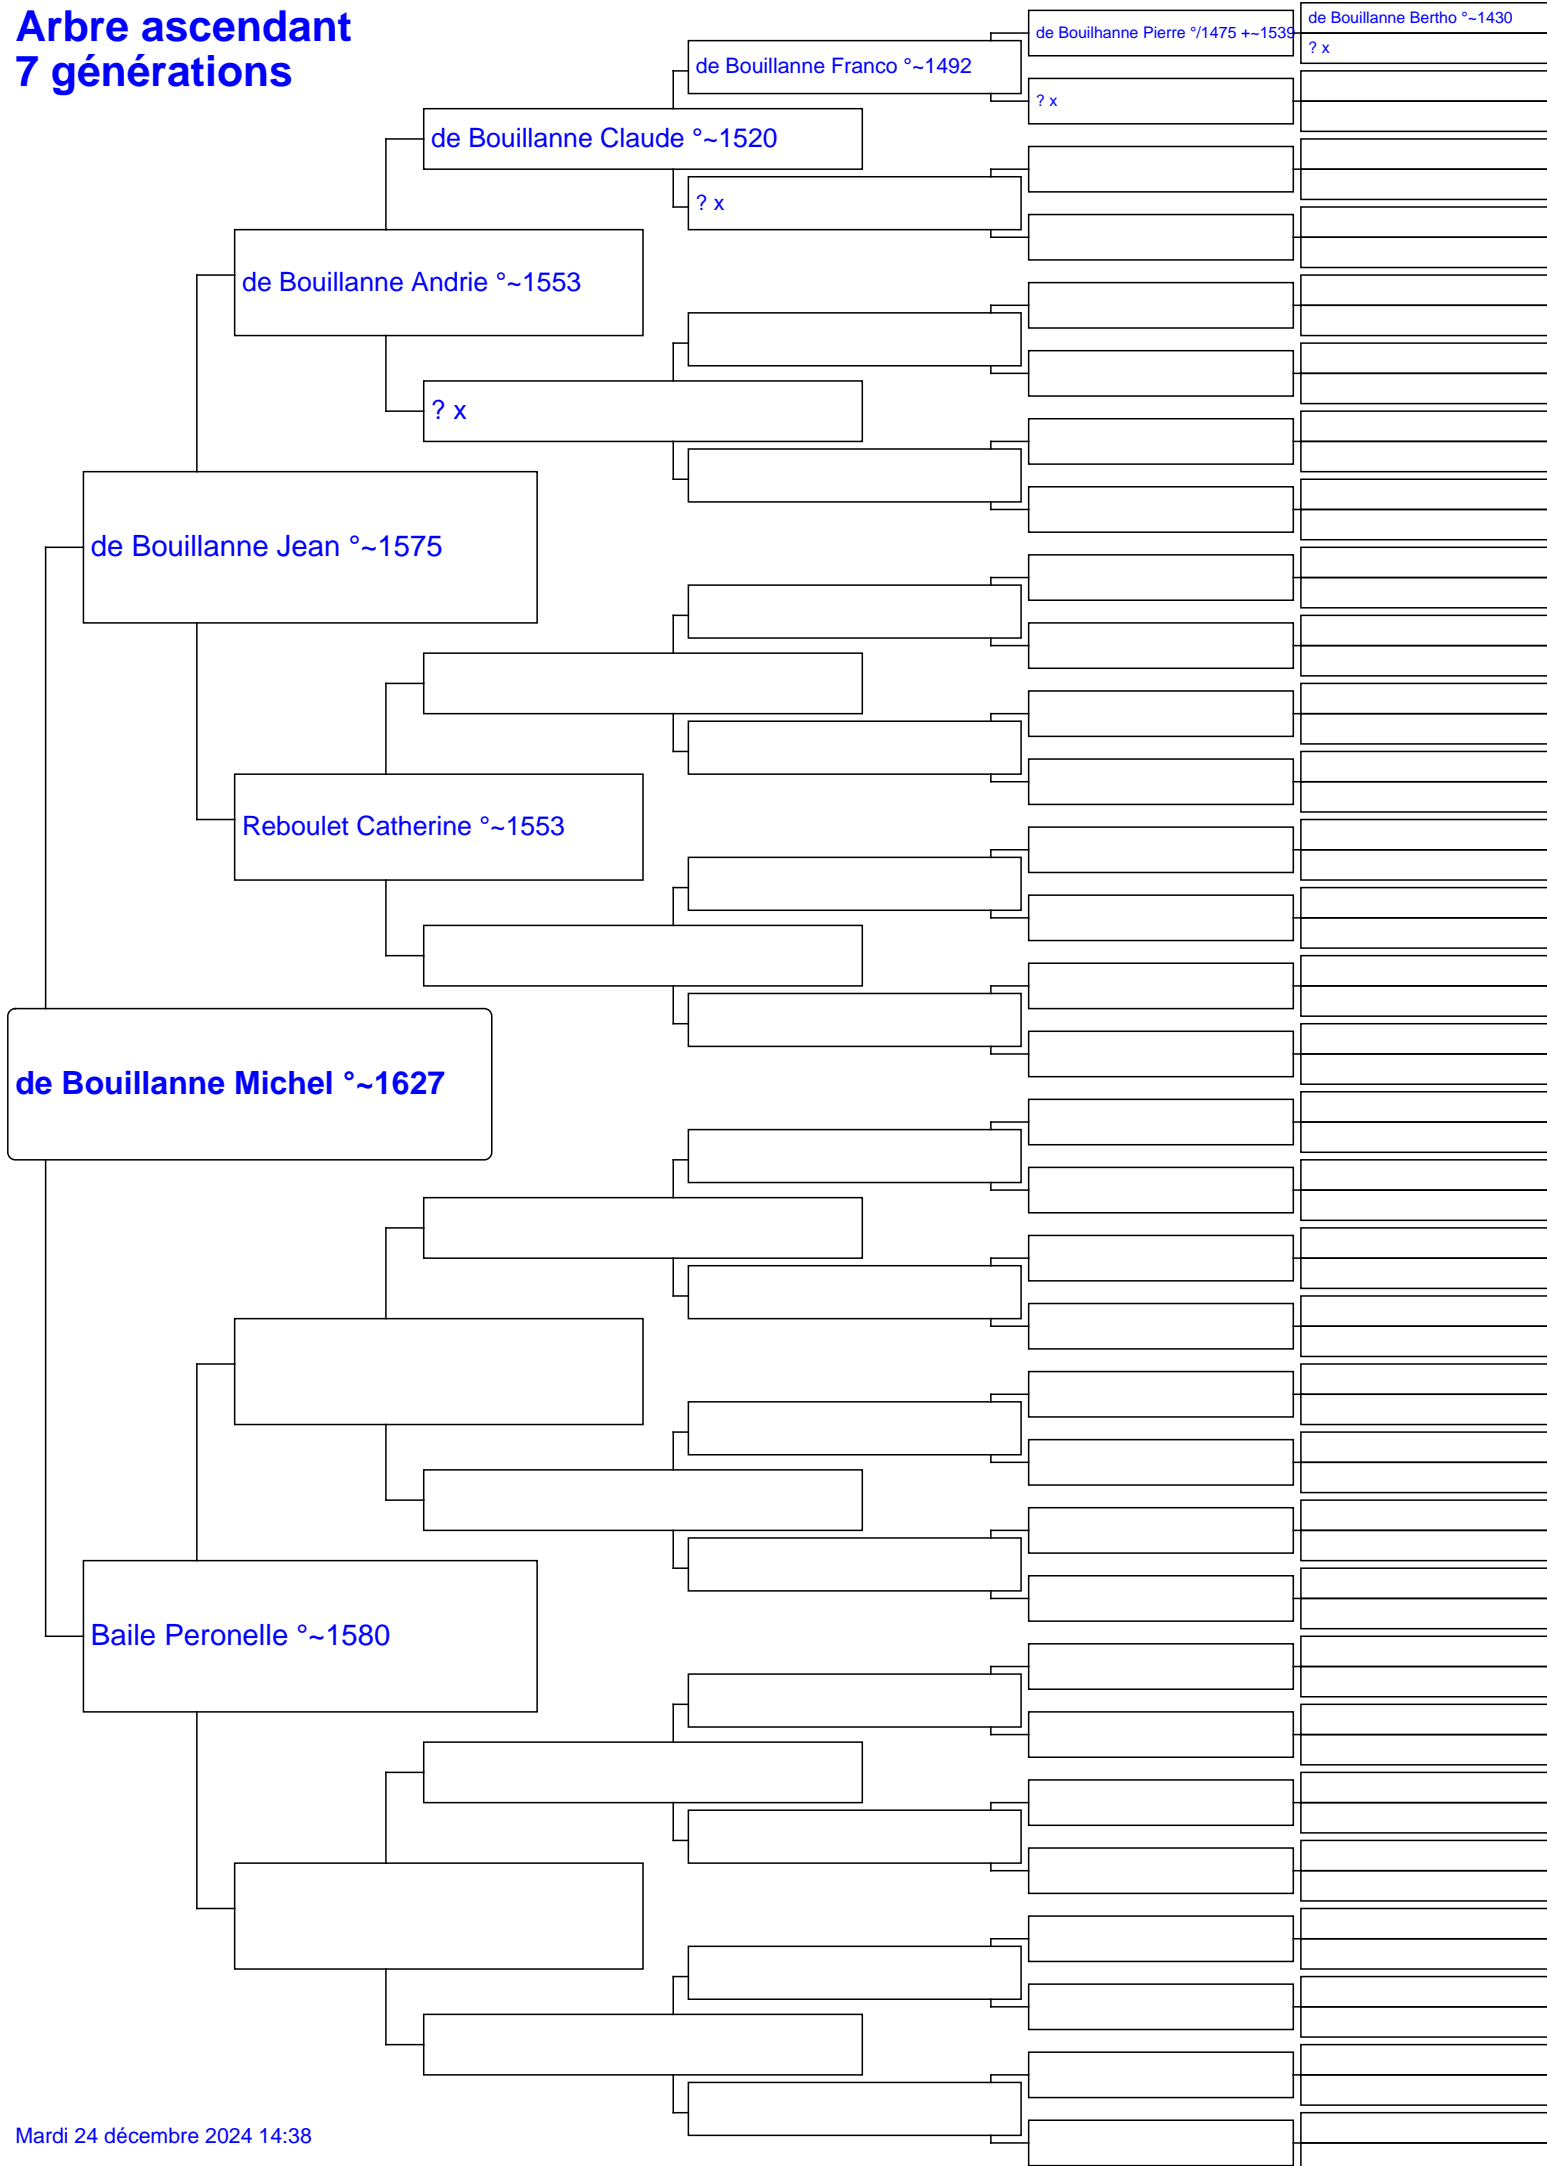 Arbre ascendant
7 générations
de Bouillanne Bertho °~1430
? x
de Bouilhanne Pierre °/1475 +~1539
? x
de Bouillanne Franco °~1492
? x
de Bouillanne Claude °~1520
? x
de Bouillanne Andrie °~1553
de Bouillanne Jean °~1575
Reboulet Catherine °~1553
de Bouillanne Michel °~1627
Baile Peronelle °~1580
Mardi 24 décembre 2024 14:38